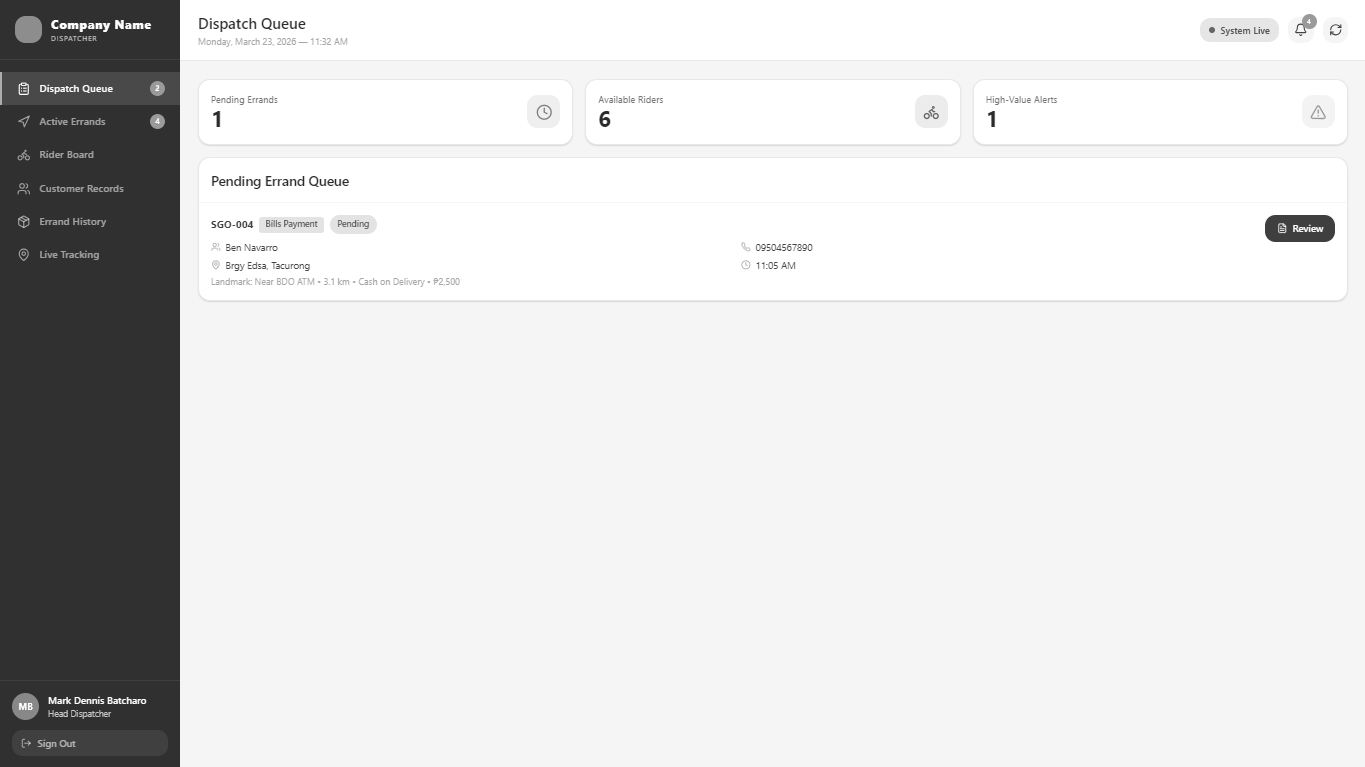 Company Name
DISPATCHER
Dispatch Queue 2
Active Errands 4
Rider Board
Customer Records
Errand History
Live Tracking
MB
Mark Dennis Batcharo
Head Dispatcher
Sign Out
Dispatch Queue
Monday, March 23, 2026 — 11:32 AM
System Live
4
Pending Errands
1
Available Riders
6
High-Value Alerts
1
Pending Errand Queue
SGO-004 Bills Payment Pending
Review
Ben Navarro
09504567890
Brgy Edsa, Tacurong
11:05 AM
Landmark: Near BDO ATM • 3.1 km • Cash on Delivery • ₱2,500